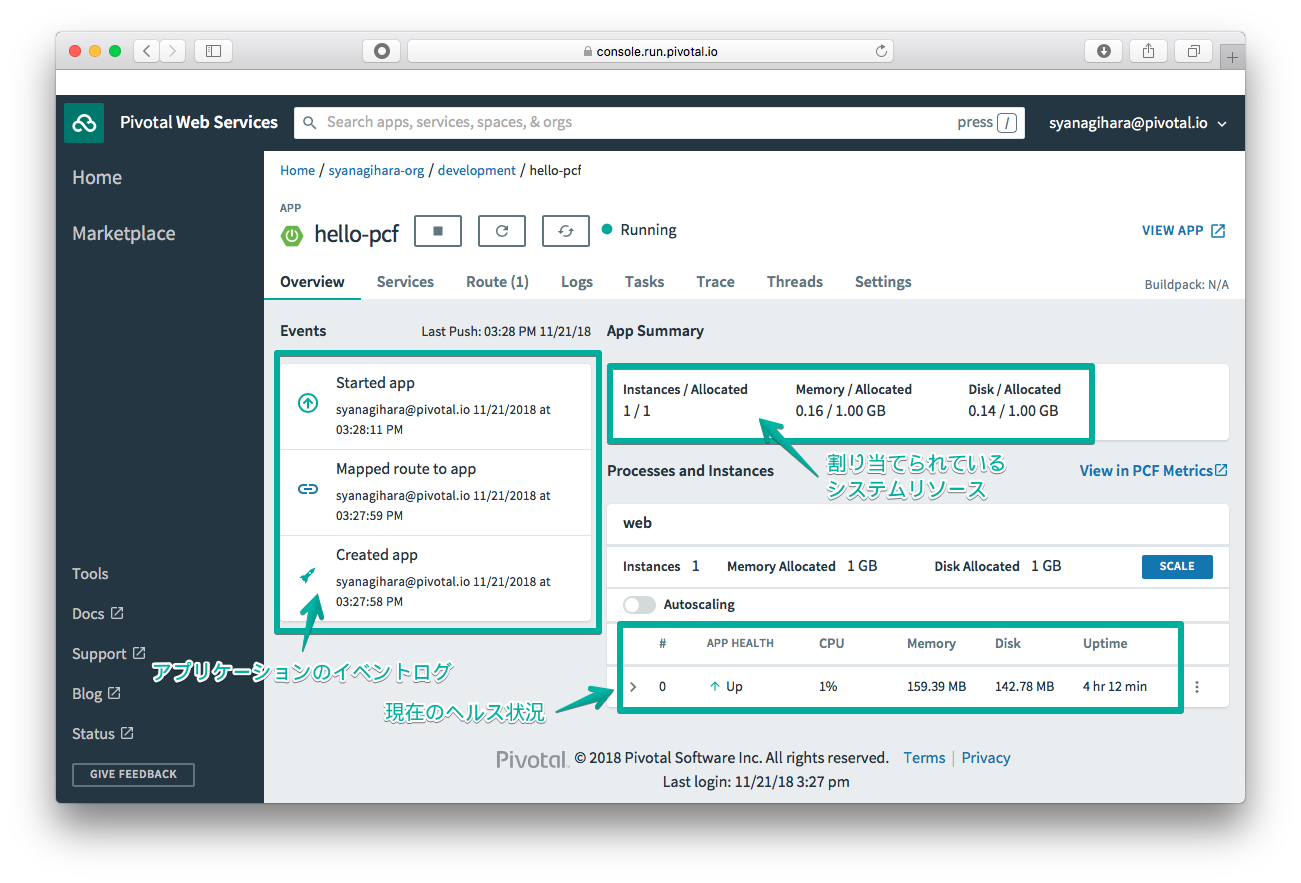 console.run.pivotal.io
Pivotal Web Services
Search apps, services, spaces, & orgs
press /
syanagihara@pivotal.io
Home
Marketplace
Tools
Docs
Support
Blog
Status
GIVE FEEDBACK
Home / syanagihara-org / development / hello-pcf
APP
hello-pcf
Running
VIEW APP
Overview Services Route (1) Logs Tasks Trace Threads Settings
Buildpack: N/A
Events
Last Push: 03:28 PM 11/21/18
Started app
syanagihara@pivotal.io 11/21/2018 at
03:28:11 PM
Mapped route to app
syanagihara@pivotal.io 11/21/2018 at
03:27:59 PM
Created app
syanagihara@pivotal.io 11/21/2018 at
03:27:58 PM
アプリケーションのイベントログ
App Summary
Instances / Allocated Memory / Allocated Disk / Allocated
1 / 1 0.16 / 1.00 GB 0.14 / 1.00 GB
割り当てられている
システムリソース
Processes and Instances
View in PCF Metrics
web
Instances 1 Memory Allocated 1 GB Disk Allocated 1 GB
SCALE
Autoscaling
# APP HEALTH CPU Memory Disk Uptime
0 Up 1% 159.39 MB 142.78 MB 4 hr 12 min
現在のヘルス状況
Pivotal. © 2018 Pivotal Software Inc. All rights reserved. Terms | Privacy
Last login: 11/21/18 3:27 pm